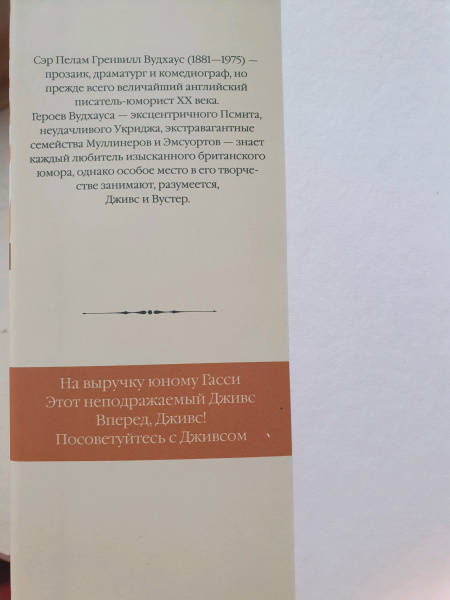 Сэр Пелам Гренвилл Вудхаус (1881—1975) —
прозаик, драматург и комедиограф, но
прежде всего величайший английский
писатель-юморист XX века.
Героев Вудхауса — эксцентричного Псмита,
неудачливого Укриджа, экстравагантные
семейства Муллинеров и Эмсуортов — знает
каждый любитель изысканного британского
юмора, однако особое место в его творче-
стве занимают, разумеется,
Дживс и Вустер.
На выручку юному Гасси
Этот неподражаемый Дживс
Вперед, Дживс!
Посоветуйтесь с Дживсом